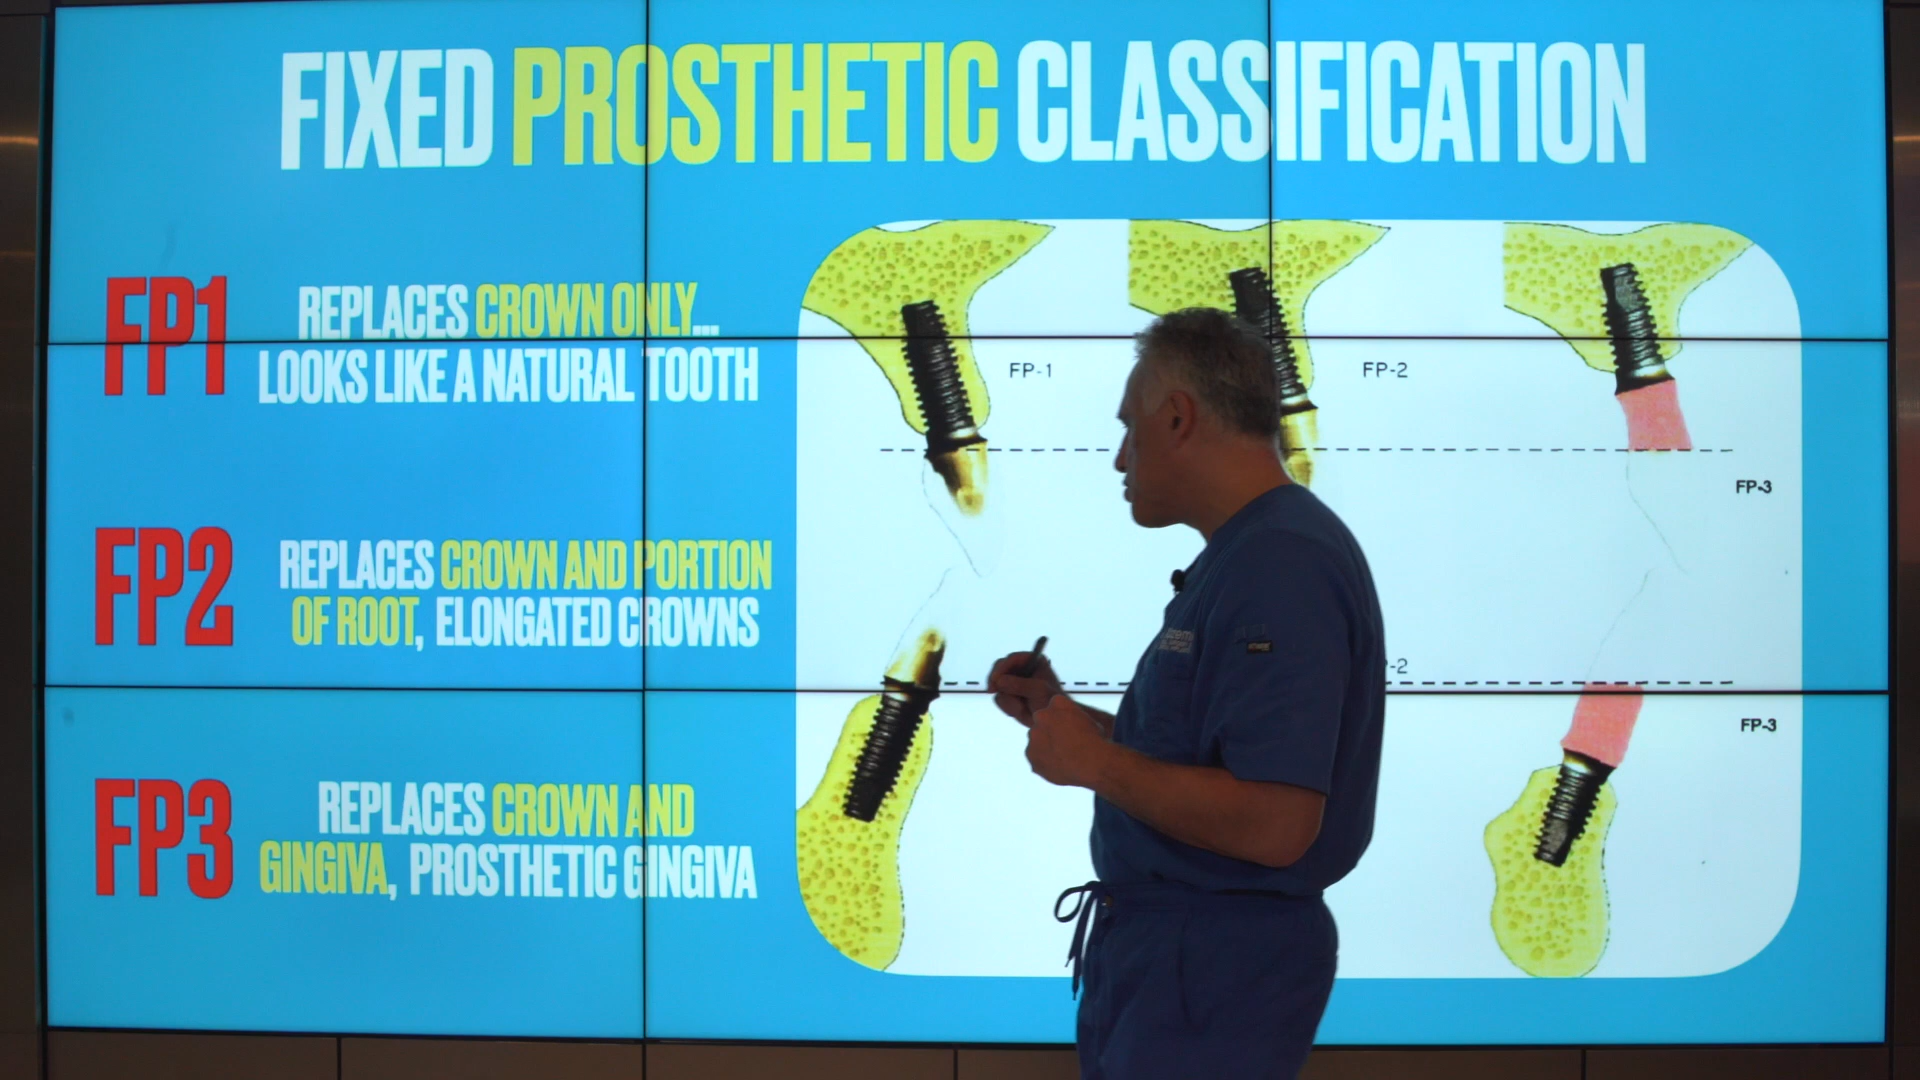 FIXED PROSTHETIC CLASSIFICATION
FP1
REPLACES CROWN ONLY...
LOOKS LIKE A NATURAL TOOTH
FP2
REPLACES CROWN AND PORTION
OF ROOT, ELONGATED CROWNS
FP3
REPLACES CROWN AND
GINGIVA, PROSTHETIC GINGIVA
FP-1
FP-2
FP-3
-2
FP-3